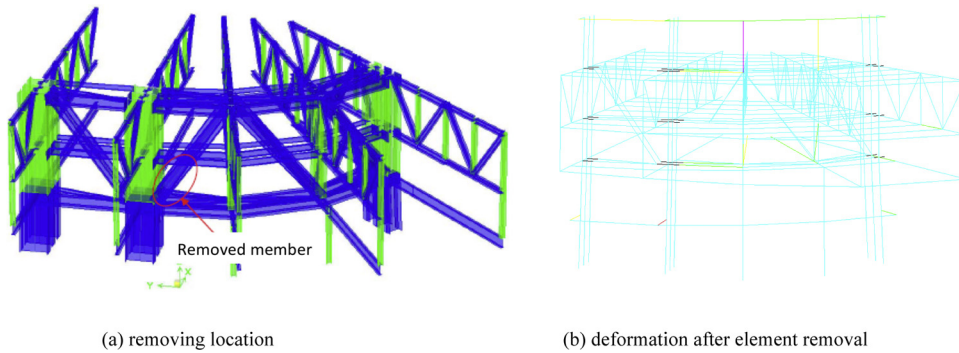 Removed member
X
Y
(a) removing location
(b) deformation after element removal